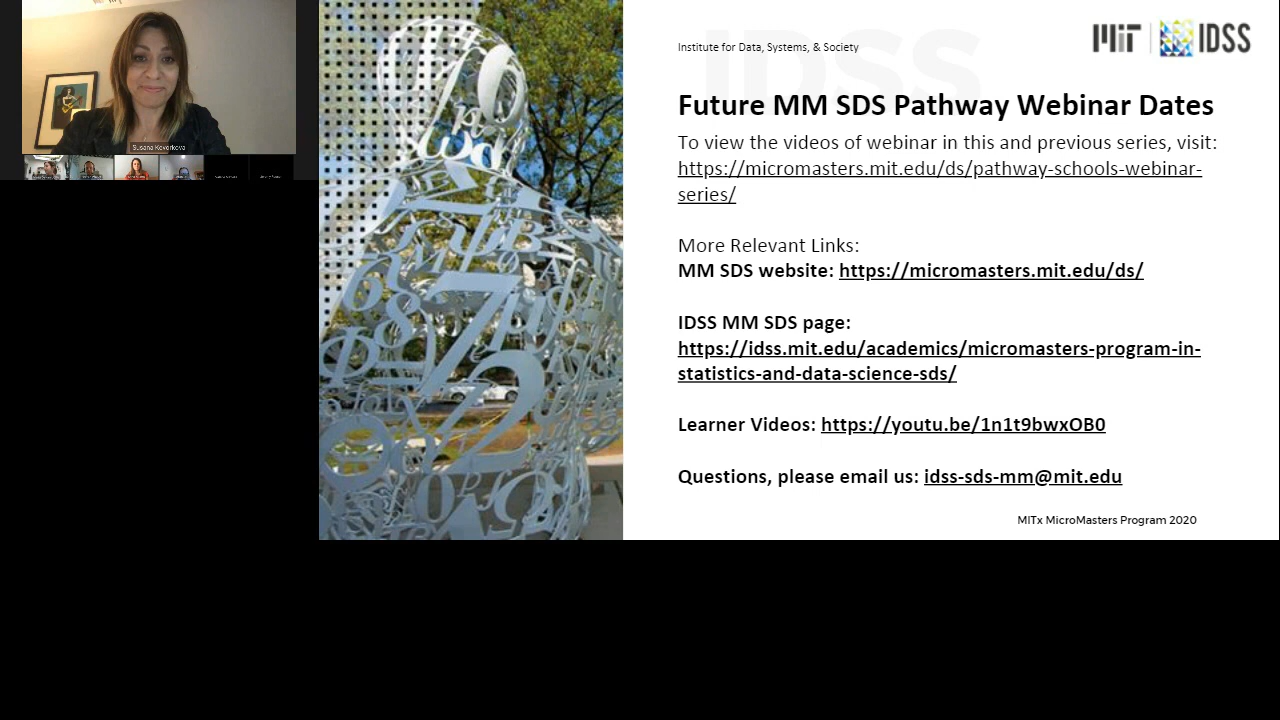 Susana Kevorkova
Institute for Data, Systems, & Society
IDSS
MIT
IDSS
Future MM SDS Pathway Webinar Dates
To view the videos of webinar in this and previous series, visit:
https://micromasters.mit.edu/ds/pathway-schools-webinar-
series/
More Relevant Links:
MM SDS website: https://micromasters.mit.edu/ds/
IDSS MM SDS page:
https://idss.mit.edu/academics/micromasters-program-in-
statistics-and-data-science-sds/
Learner Videos: https://youtu.be/1n1t9bwxOB0
Questions, please email us: idss-sds-mm@mit.edu
MITx MicroMasters Program 2020